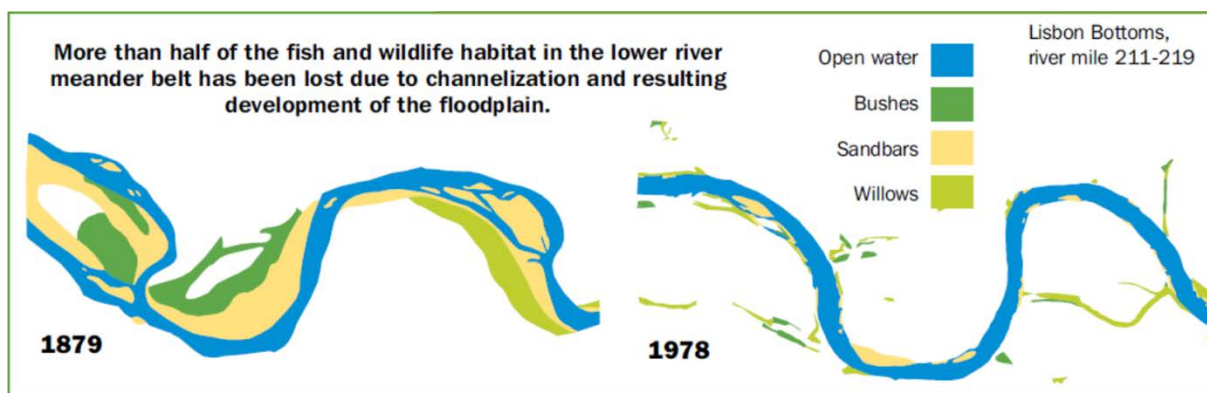 More than half of the fish and wildlife habitat in the lower river
meander belt has been lost due to channelization and resulting
development of the floodplain.
Open water
Bushes
Sandbars
Willows
Lisbon Bottoms,
river mile 211-219
1879
1978